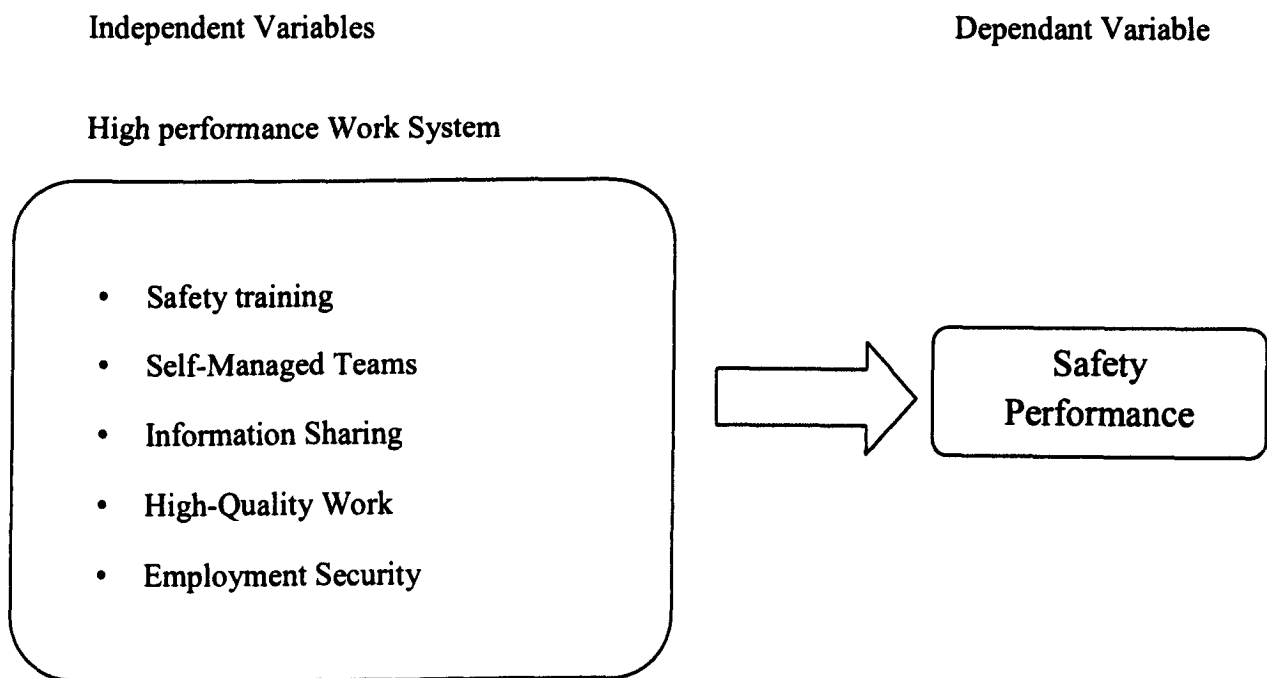 Independent Variables
Dependant Variable
High performance Work System
• Safety training
• Self-Managed Teams
• Information Sharing
• High-Quality Work
• Employment Security
Safety
Performance